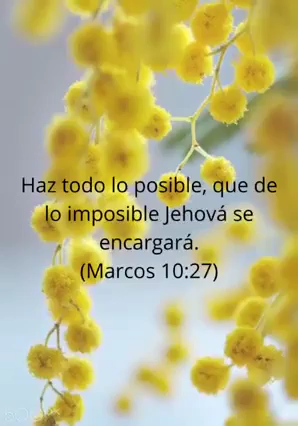 Haz todo lo posible, que de
lo imposible Jehová se
encargará.
(Marcos 10:27)